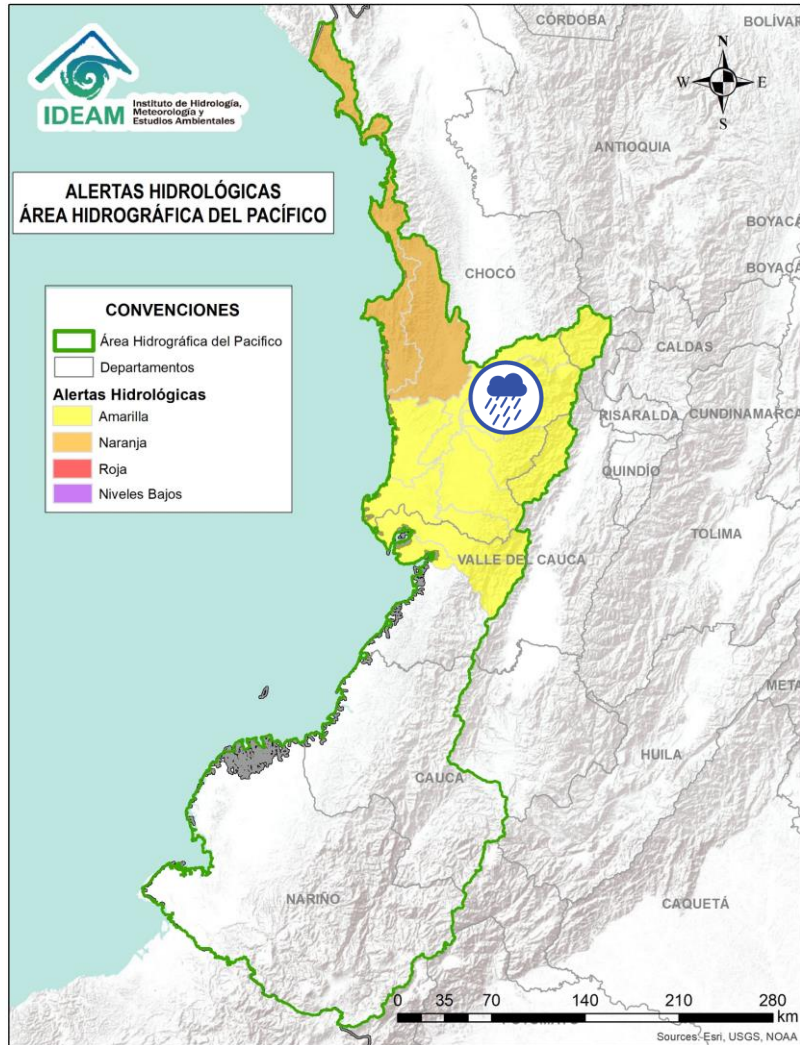 IDEAM
Instituto de Hidrología,
Meteorología y
Estudios Ambientales
ALERTAS HIDROLÓGICAS
ÁREA HIDROGRÁFICA DEL PACÍFICO
CONVENCIONES
Área Hidrográfica del Pacifico
Departamentos
Alertas Hidrológicas
Amarilla
Naranja
Roja
Niveles Bajos
CÓRDOBA
BOLÍVAR
N
W
E
S
ANTIOQUIA
BOYACÁ
CHOCÓ
BOYACÁ
CALDAS
RISARALDA
CUNDINAMARCA
QUINDÍO
TOLIMA
VALLE DEL CAUCA
META
HUILA
CAUCA
NARIÑO
CAQUETÁ
0 35 70 140 210 280
km
Sources: Esri, USGS, NOAA